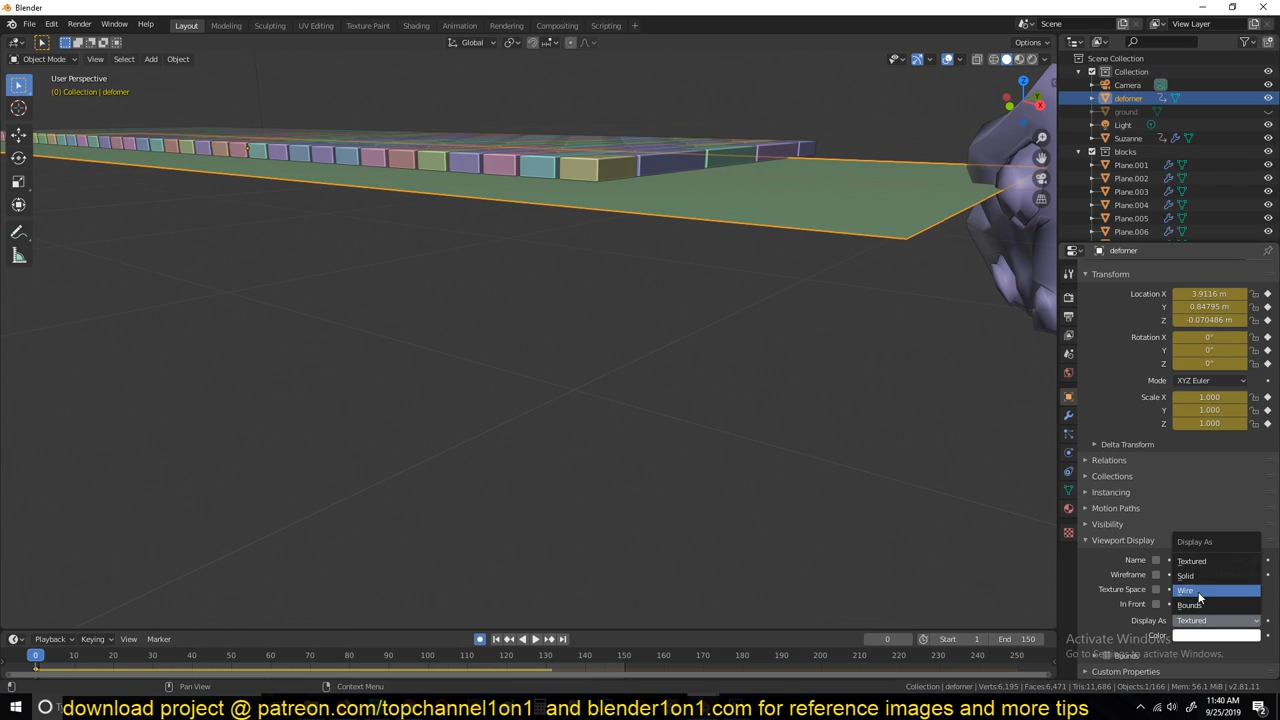 Blender
File Edit Render Window Help Layout Modeling Sculpting UV Editing Texture Paint Shading Animation Rendering Compositing Scripting + Scene View Layer
Global Options
Object Mode View Select Add Object
User Perspective
(0) Collection | deformer
Scene Collection
Collection
Camera
deformer
ground
Light
Suzanne
blocks
Plane.001
Plane.002
Plane.003
Plane.004
Plane.005
Plane.006
deformer
Transform
Location X 3.9116 m
Y 0.84795 m
Z -0.070486 m
Rotation X 0°
Y 0°
Z 0°
Mode XYZ Euler
Scale X 1.000
Y 1.000
Z 1.000
Delta Transform
Relations
Collections
Instancing
Motion Paths
Visibility
Viewport Display
Display As
Name Textured
Wireframe Solid
Texture Space Wire
In Front Bounds
Display As Textured
Color
Bounds
Custom Properties
Activate Windows
Go to Settings to activate Windows.
Playback Keying View Marker 0 Start 1 End 150
0 10 20 30 40 50 60 70 80 90 100 110 120 130 140 150 160 170 180 190 200 210 220 230 240 250
Pan View Context Menu Collection | deformer | Verts:6,195 | Faces:6,471 | Tris:11,686 | Objects:1/166 | Mem: 56.1 MiB | v2.81.11
download project @ patreon.com/topchannel1on1 and blender1on1.com for reference images and more tips
11:40 AM
9/25/2019